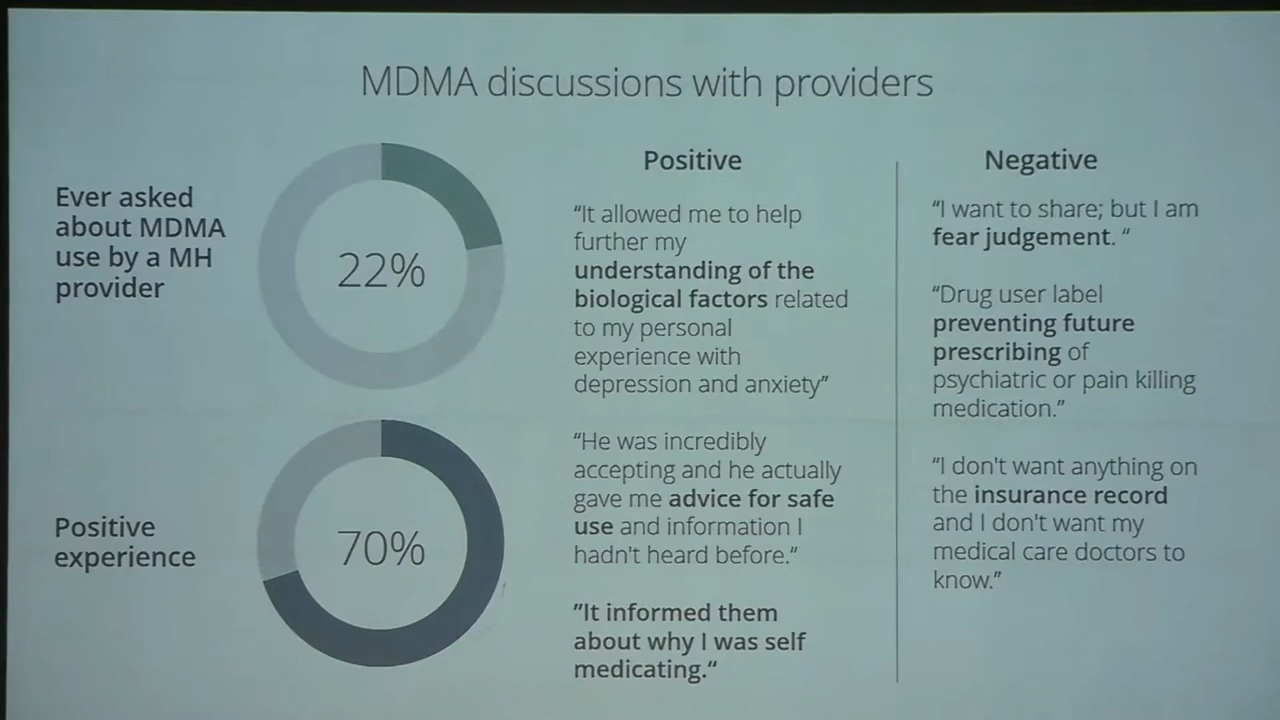 MDMA discussions with providers
Ever asked
about MDMA
use by a MH
provider
22%
Positive
experience
70%
Positive
“It allowed me to help
further my
understanding of the
biological factors related
to my personal
experience with
depression and anxiety”
“He was incredibly
accepting and he actually
gave me advice for safe
use and information I
hadn't heard before.”
”It informed them
about why I was self
medicating.“
Negative
“I want to share; but I am
fear judgement. “
“Drug user label
preventing future
prescribing of
psychiatric or pain killing
medication.”
“I don't want anything on
the insurance record
and I don't want my
medical care doctors to
know.”